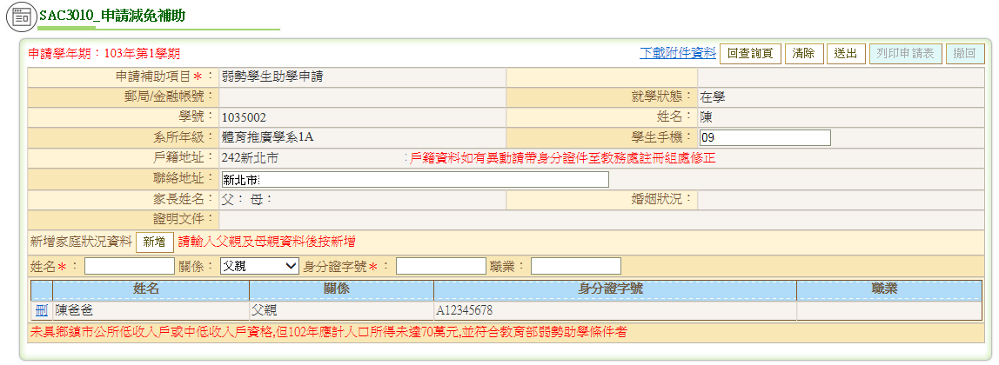 SAC3010_申請減免補助
申請學年期：103年第1學期 下載附件資料 回查詢頁 清除 送出 列印申請表 撤回
申請補助項目＊： 弱勢學生助學申請
郵局/金融帳號： 就學狀態： 在學
學號： 1035002 姓名： 陳
系所年級： 體育推廣學系1A 學生手機： 09
戶籍地址： 242新北市 戶籍資料如有異動請帶身分證件至教務處註冊組處修正
聯絡地址： 新北市
家長姓名： 父： 母： 婚姻狀況：
證明文件：
新增家庭狀況資料 新增 請輸入父親及母親資料後按新增
姓名＊： 關係： 父親 身分證字號＊： 職業：
姓名 關係 身分證字號 職業
刪 陳爸爸 父親 A12345678
未具鄉鎮市公所低收入戶或中低收入戶資格,但102年應計人口所得未達70萬元,並符合教育部弱勢助學條件者